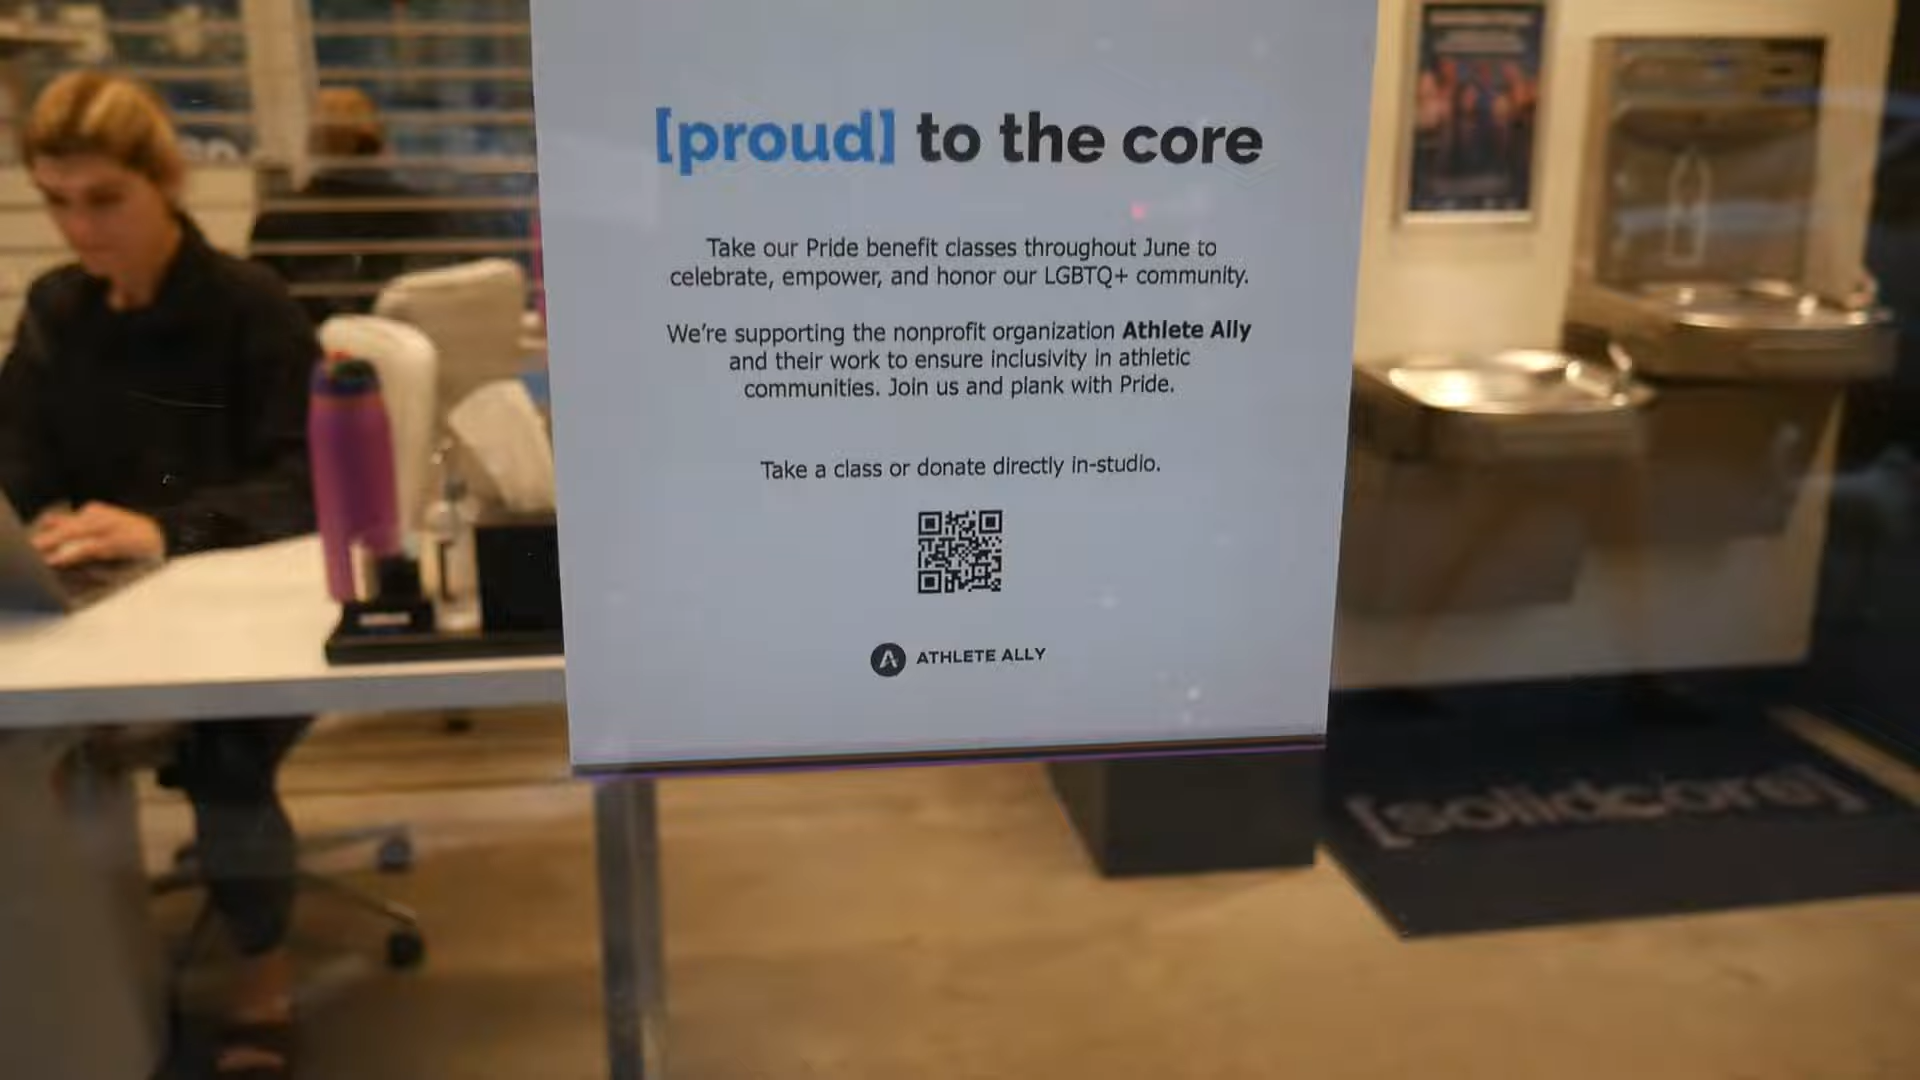 [proud] to the core
Take our Pride benefit classes throughout June to
celebrate, empower, and honor our LGBTQ+ community.
We're supporting the nonprofit organization Athlete Ally
and their work to ensure inclusivity in athletic
communities. Join us and plank with Pride.
Take a class or donate directly in-studio.
ATHLETE ALLY
[solidcore]